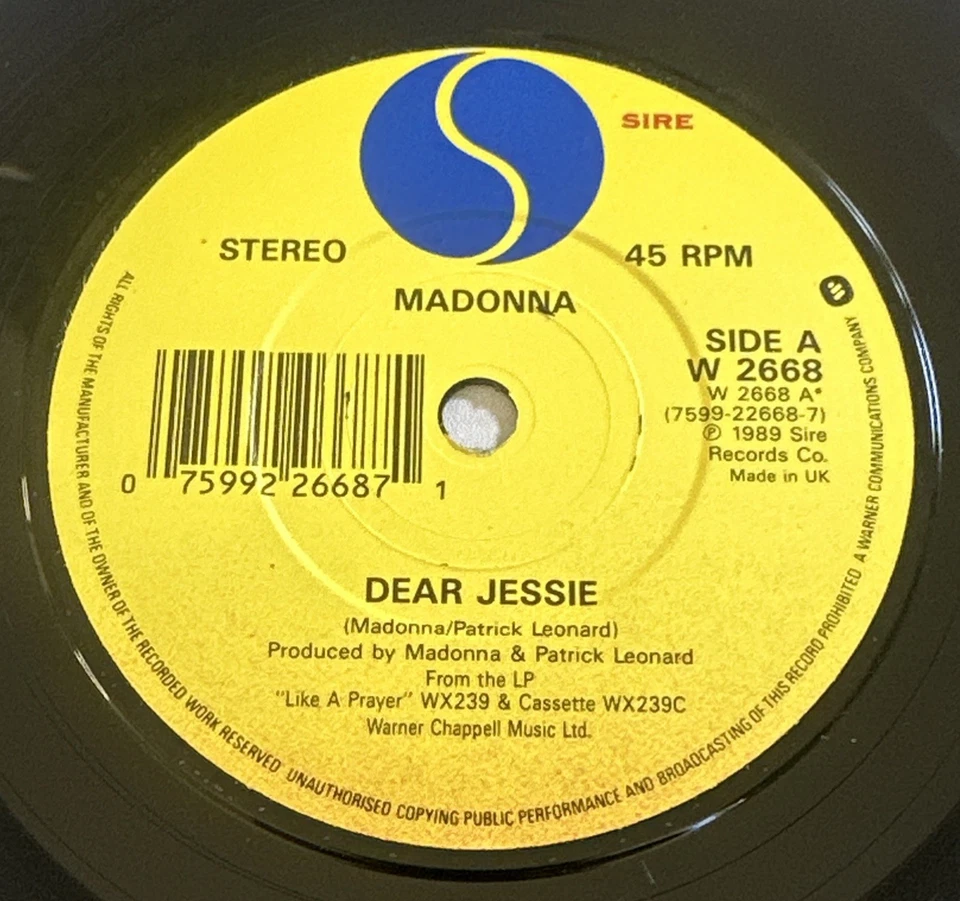 SIRE
STEREO
45 RPM
MADONNA
SIDE A
W 2668
W 2668 A*
(7599-22668-7)
℗ 1989 Sire
Records Co.
Made in UK
0 75992 26687 1
DEAR JESSIE
(Madonna/Patrick Leonard)
Produced by Madonna & Patrick Leonard
From the LP
"Like A Prayer" WX239 & Cassette WX239C
Warner Chappell Music Ltd.
ALL RIGHTS OF THE MANUFACTURER AND OF THE OWNER OF THE RECORDED WORK RESERVED UNAUTHORISED COPYING PUBLIC PERFORMANCE AND BROADCASTING OF THIS RECORD PROHIBITED A WARNER COMMUNICATIONS COMPANY